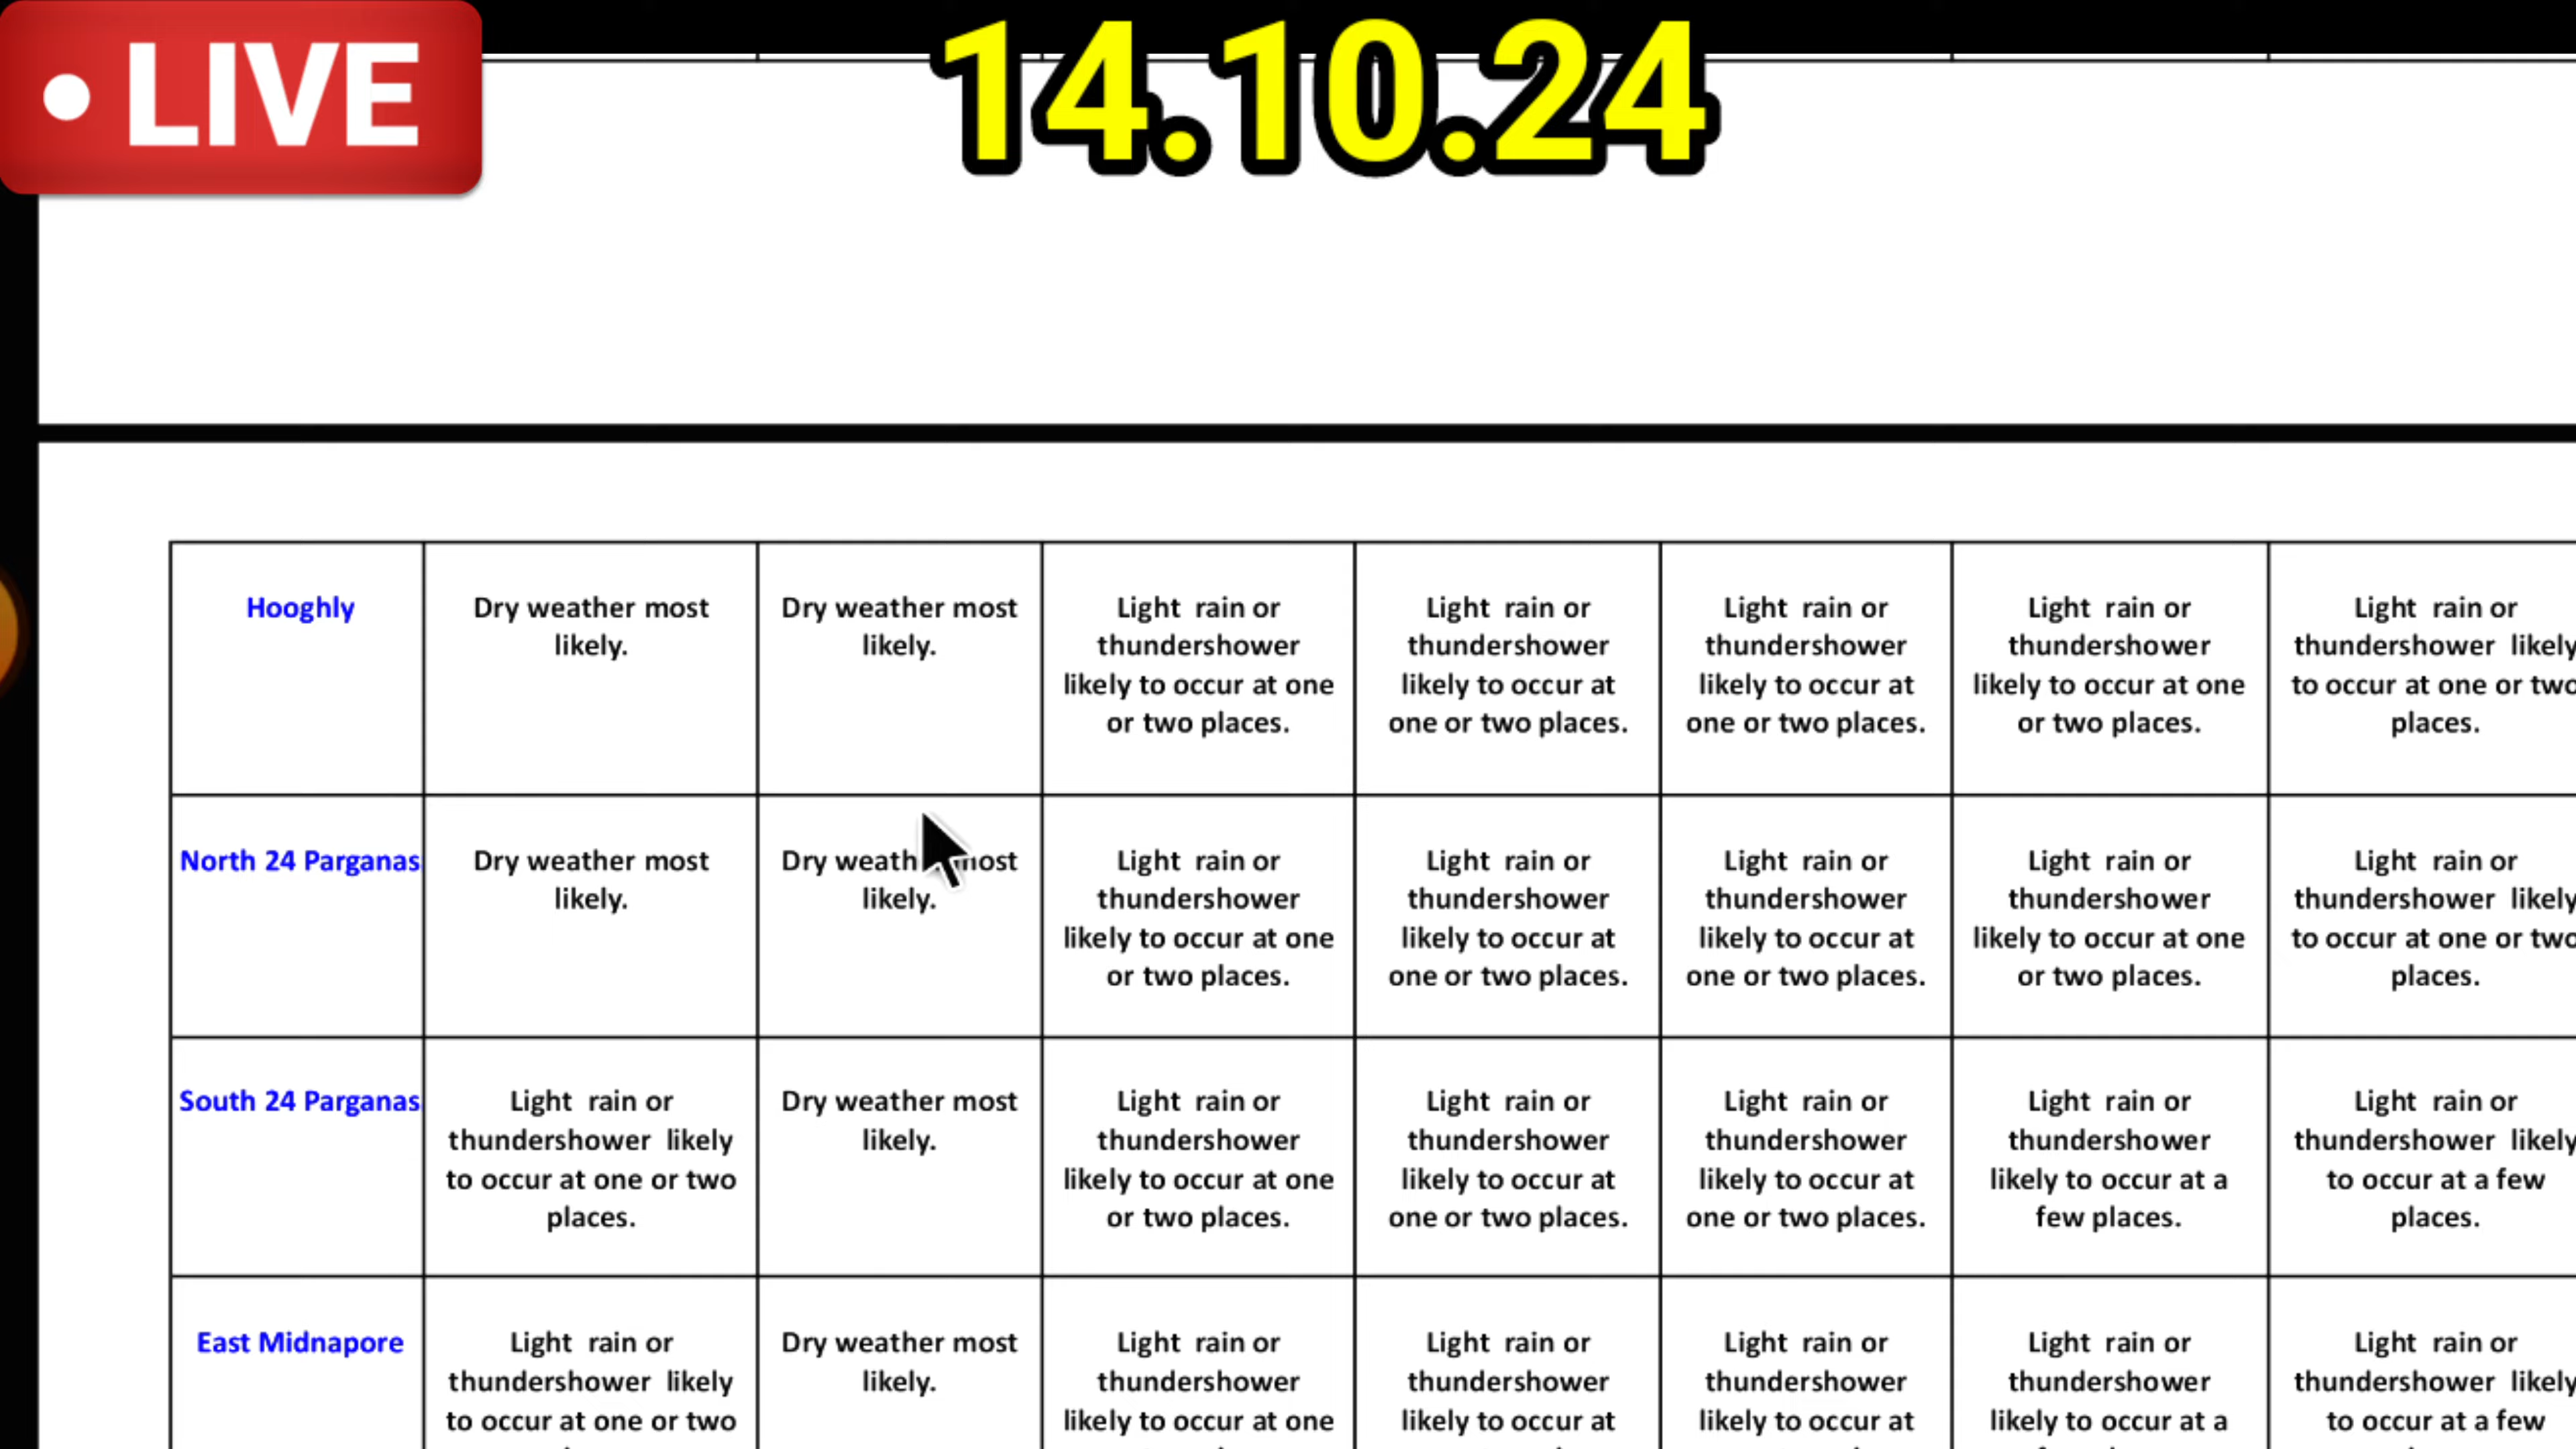 • LIVE
14.10.24
Hooghly
Dry weather most
likely.
Dry weather most
likely.
Light rain or
thundershower
likely to occur at one
or two places.
Light rain or
thundershower
likely to occur at
one or two places.
Light rain or
thundershower
likely to occur at
one or two places.
Light rain or
thundershower
likely to occur at one
or two places.
Light rain or
thundershower likely
to occur at one or two
places.
North 24 Parganas
Dry weather most
likely.
Dry weather most
likely.
Light rain or
thundershower
likely to occur at one
or two places.
Light rain or
thundershower
likely to occur at
one or two places.
Light rain or
thundershower
likely to occur at
one or two places.
Light rain or
thundershower
likely to occur at one
or two places.
Light rain or
thundershower likely
to occur at one or two
places.
South 24 Parganas
Light rain or
thundershower likely
to occur at one or two
places.
Dry weather most
likely.
Light rain or
thundershower
likely to occur at one
or two places.
Light rain or
thundershower
likely to occur at
one or two places.
Light rain or
thundershower
likely to occur at
one or two places.
Light rain or
thundershower
likely to occur at a
few places.
Light rain or
thundershower likely
to occur at a few
places.
East Midnapore
Light rain or
thundershower likely
to occur at one or two
Dry weather most
likely.
Light rain or
thundershower
likely to occur at one
Light rain or
thundershower
likely to occur at
Light rain or
thundershower
likely to occur at
Light rain or
thundershower
likely to occur at a
Light rain or
thundershower likely
to occur at a few